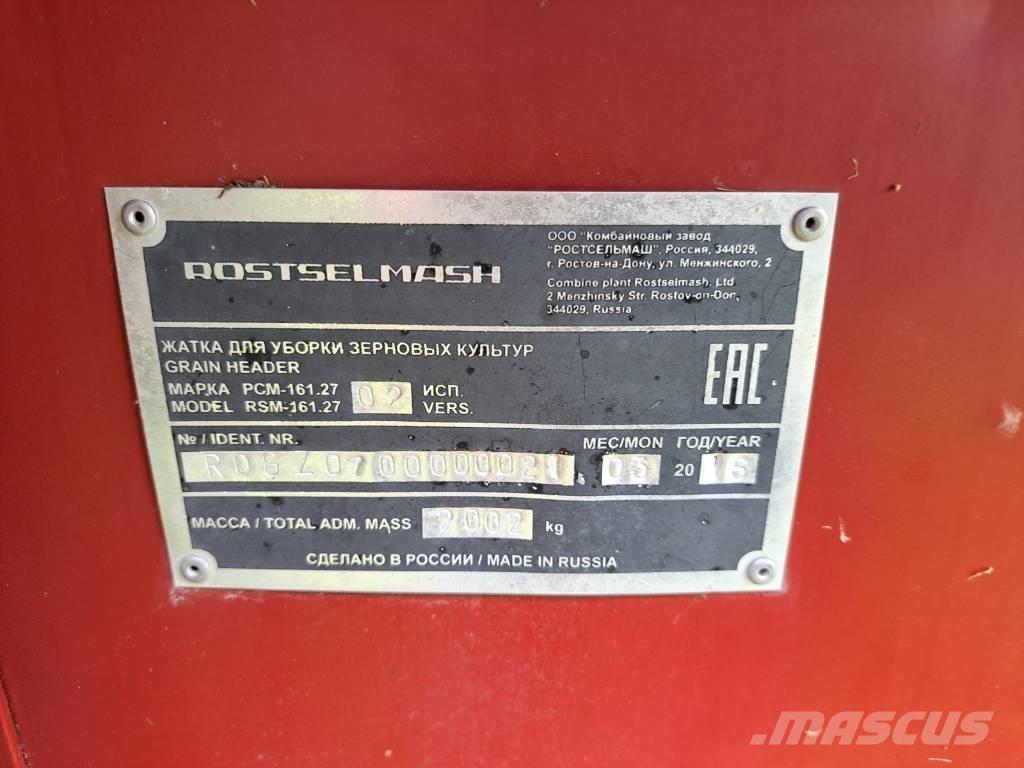 ROSTSELMASH
ООО "Комбайновый завод
"РОСТСЕЛЬМАШ", Россия, 344029,
г. Ростов-на-Дону, ул. Менжинского, 2
Combine plant Rostselmash, Ltd
2 Menzhinsky Str. Rostov-on-Don,
344029, Russia
ЖАТКА ДЛЯ УБОРКИ ЗЕРНОВЫХ КУЛЬТУР
GRAIN HEADER
МАРКА РСМ-161.27 02 ИСП.
MODEL RSM-161.27 VERS.
EAC
№ / IDENT. NR. МЕС/MON ГОД/YEAR
R0GZ0700000021 05 20 16
МАССА / TOTAL ADM. MASS 2002 kg
СДЕЛАНО В РОССИИ / MADE IN RUSSIA
MASCUS